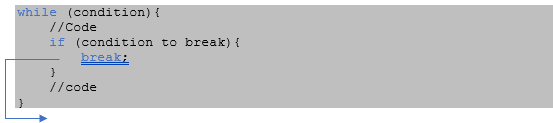 while (condition){
    //Code
    if (condition to break){
        break;
    }
    //code
}